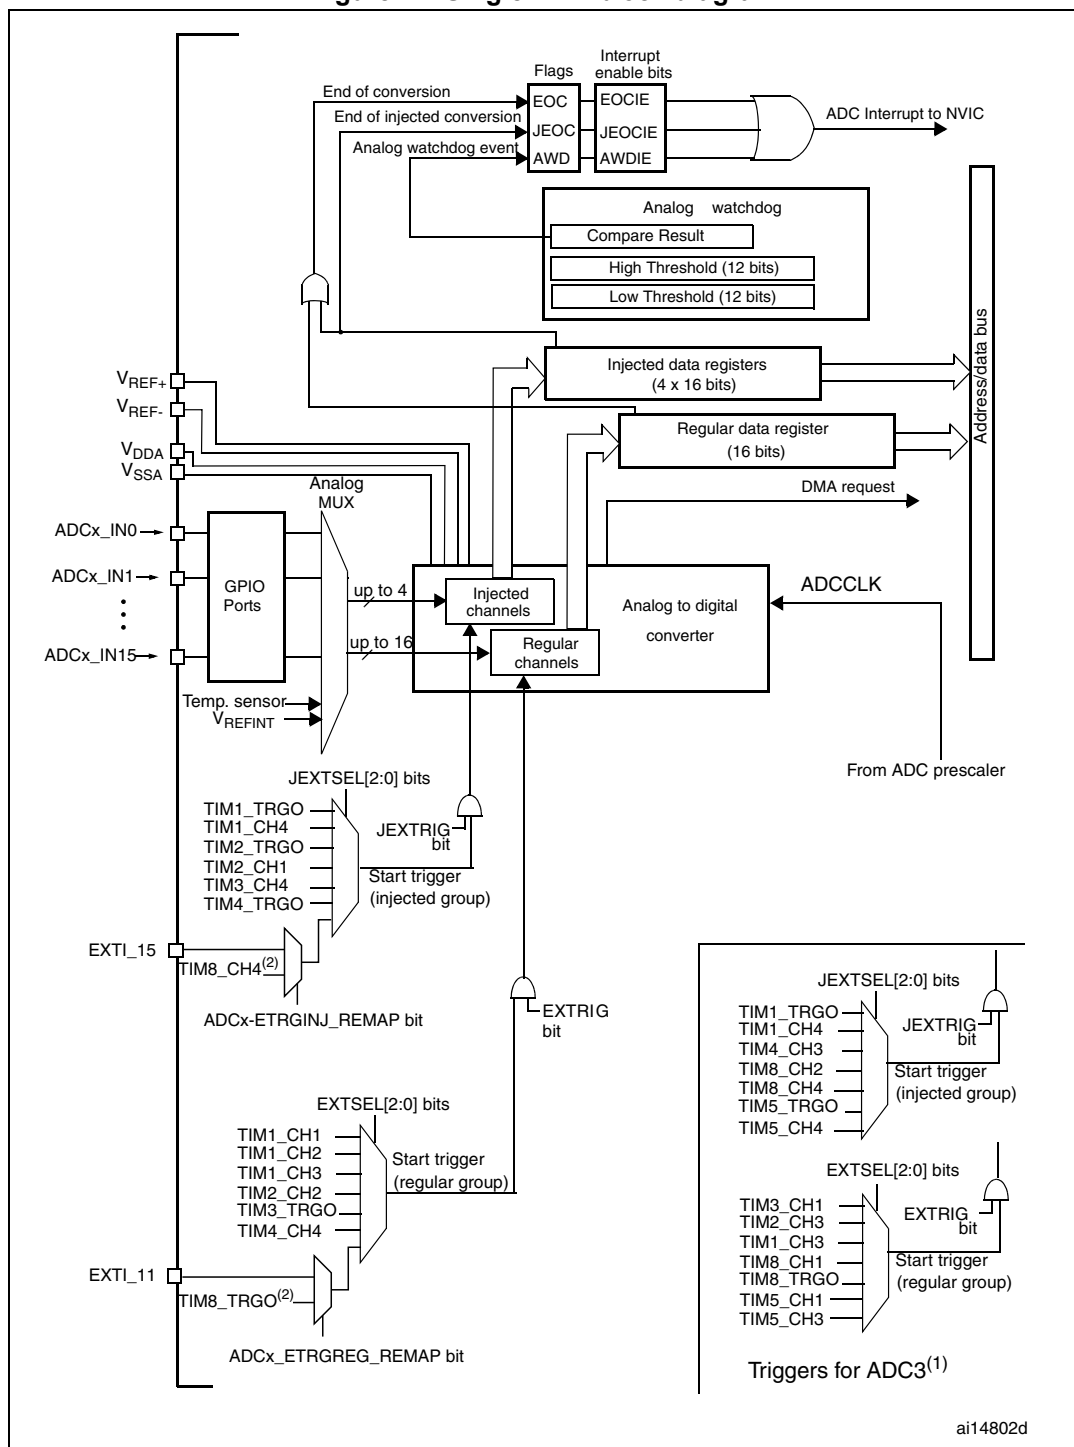 Flags
Interrupt
enable bits
End of conversion
EOC
EOCIE
End of injected conversion
JEOC
JEOCIE
Analog watchdog event
AWD
AWDIE
ADC Interrupt to NVIC
Analog watchdog
Compare Result
High Threshold (12 bits)
Low Threshold (12 bits)
Address/data bus
Injected data registers
(4 x 16 bits)
Regular data register
(16 bits)
DMA request
VREF+
VREF-
VDDA
VSSA
Analog
MUX
ADCx_IN0
ADCx_IN1
ADCx_IN15
GPIO
Ports
up to 4
up to 16
Injected
channels
Regular
channels
Analog to digital
converter
ADCCLK
Temp. sensor
VREFINT
From ADC prescaler
JEXTSEL[2:0] bits
TIM1_TRGO
TIM1_CH4
TIM2_TRGO
TIM2_CH1
TIM3_CH4
TIM4_TRGO
JEXTRIG
bit
Start trigger
(injected group)
EXTI_15
TIM8_CH4(2)
ADCx-ETRGINJ_REMAP bit
EXTRIG
bit
EXTSEL[2:0] bits
TIM1_CH1
TIM1_CH2
TIM1_CH3
TIM2_CH2
TIM3_TRGO
TIM4_CH4
Start trigger
(regular group)
EXTI_11
TIM8_TRGO(2)
ADCx_ETRGREG_REMAP bit
JEXTSEL[2:0] bits
TIM1_TRGO
TIM1_CH4
TIM4_CH3
TIM8_CH2
TIM8_CH4
TIM5_TRGO
TIM5_CH4
JEXTRIG
bit
Start trigger
(injected group)
EXTSEL[2:0] bits
TIM3_CH1
TIM2_CH3
TIM1_CH3
TIM8_CH1
TIM8_TRGO
TIM5_CH1
TIM5_CH3
EXTRIG
bit
Start trigger
(regular group)
Triggers for ADC3(1)
ai14802d